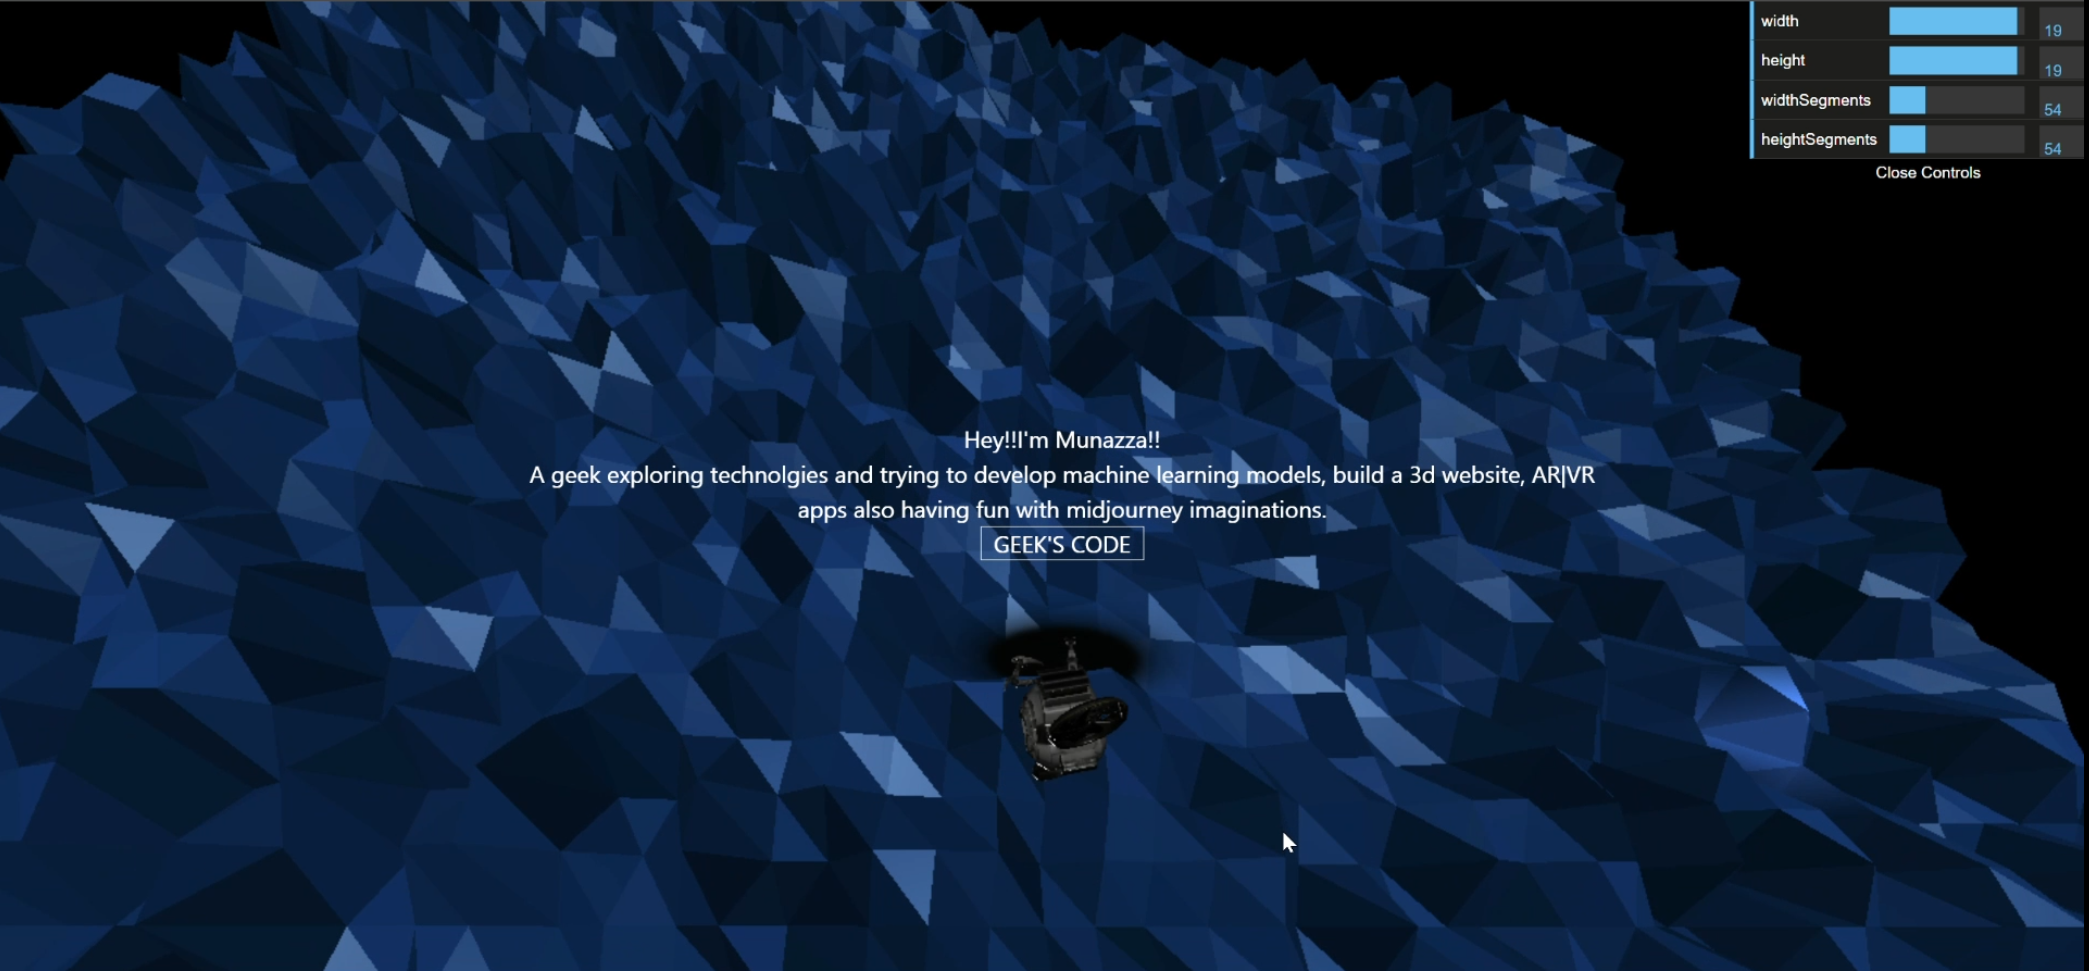 width 19
height 19
widthSegments 54
heightSegments 54
Close Controls
Hey!!I'm Munazza!!
A geek exploring technolgies and trying to develop machine learning models, build a 3d website, AR|VR
apps also having fun with midjourney imaginations.
GEEK'S CODE